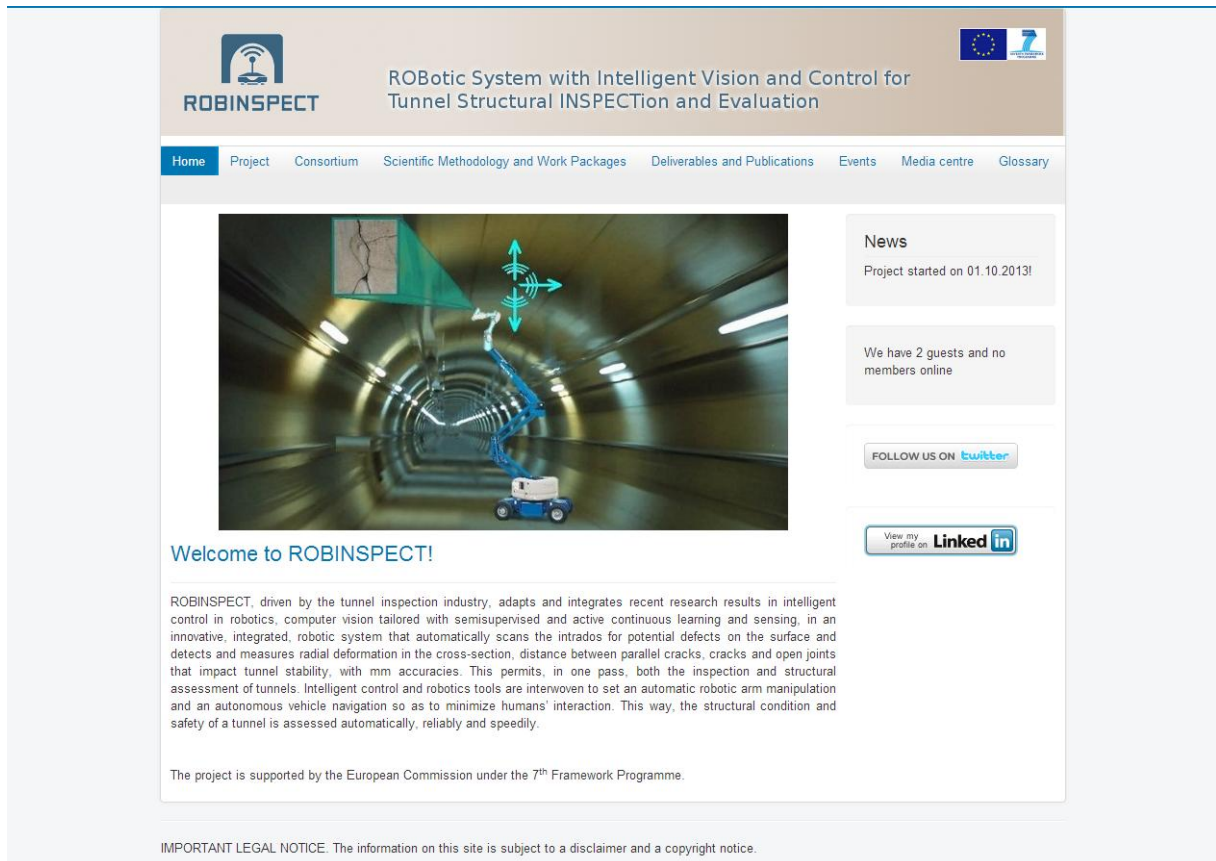 ROBINSPECT
ROBotic System with Intelligent Vision and Control for
Tunnel Structural INSPECTion and Evaluation
Home Project Consortium Scientific Methodology and Work Packages Deliverables and Publications Events Media centre Glossary
News
Project started on 01.10.2013!
We have 2 guests and no
members online
FOLLOW US ON twitter
View my
profile on Linked in
Welcome to ROBINSPECT!
ROBINSPECT, driven by the tunnel inspection industry, adapts and integrates recent research results in intelligent
control in robotics, computer vision tailored with semisupervised and active continuous learning and sensing, in an
innovative, integrated, robotic system that automatically scans the intrados for potential defects on the surface and
detects and measures radial deformation in the cross-section, distance between parallel cracks, cracks and open joints
that impact tunnel stability, with mm accuracies. This permits, in one pass, both the inspection and structural
assessment of tunnels. Intelligent control and robotics tools are interwoven to set an automatic robotic arm manipulation
and an autonomous vehicle navigation so as to minimize humans' interaction. This way, the structural condition and
safety of a tunnel is assessed automatically, reliably and speedily.
The project is supported by the European Commission under the 7th Framework Programme.
IMPORTANT LEGAL NOTICE. The information on this site is subject to a disclaimer and a copyright notice.